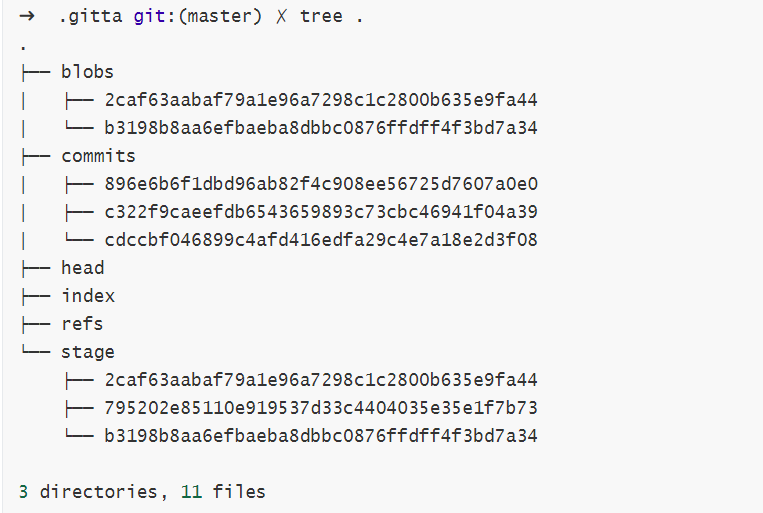 →  .gitta git:(master) ✗ tree .
.
├── blobs
│   ├── 2caf63aabaf79a1e96a7298c1c2800b635e9fa44
│   └── b3198b8aa6efbaeba8dbbc0876ffdff4f3bd7a34
├── commits
│   ├── 896e6b6f1dbd96ab82f4c908ee56725d7607a0e0
│   ├── c322f9caeefdb6543659893c73cbc46941f04a39
│   └── cdccbf046899c4afd416edfa29c4e7a18e2d3f08
├── head
├── index
├── refs
└── stage
    ├── 2caf63aabaf79a1e96a7298c1c2800b635e9fa44
    ├── 795202e85110e919537d33c4404035e35e1f7b73
    └── b3198b8aa6efbaeba8dbbc0876ffdff4f3bd7a34
3 directories, 11 files